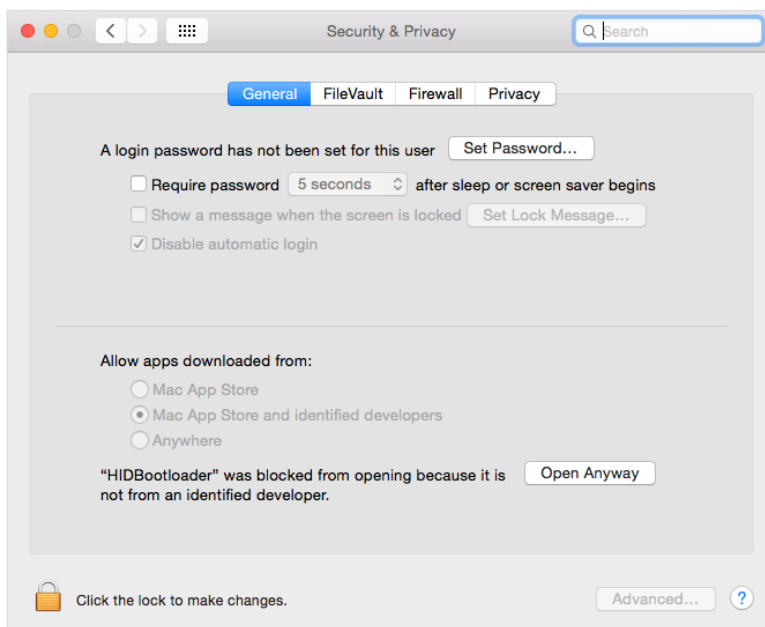 Security & Privacy
Search
General FileVault Firewall Privacy
A login password has not been set for this user Set Password...
Require password 5 seconds after sleep or screen saver begins
Show a message when the screen is locked Set Lock Message...
Disable automatic login
Allow apps downloaded from:
Mac App Store
Mac App Store and identified developers
Anywhere
“HIDBootloader” was blocked from opening because it is Open Anyway
not from an identified developer.
Click the lock to make changes. Advanced... ?